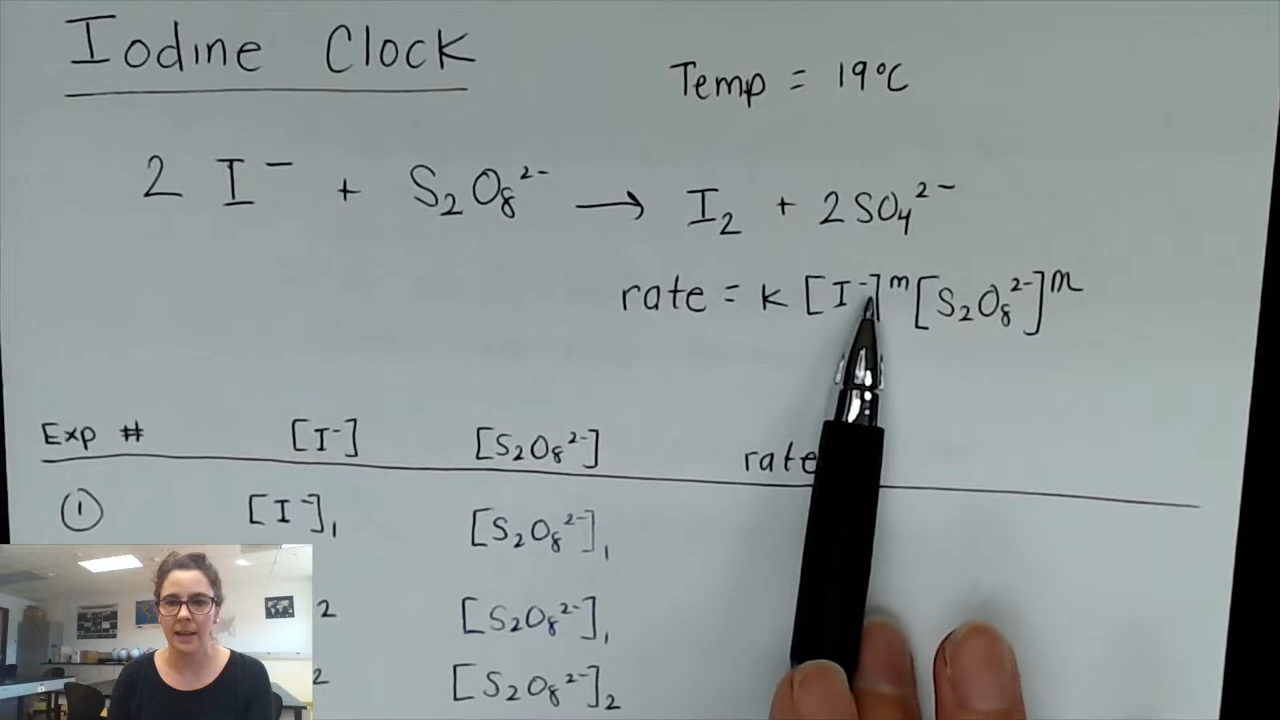 Iodine Clock
Temp = 19°C
2 I⁻ + S₂O₈²⁻ → I₂ + 2SO₄²⁻
rate = k [I⁻]ᵐ [S₂O₈²⁻]ᵐ
Exp # [I⁻] [S₂O₈²⁻] rate
① [I⁻]₁ [S₂O₈²⁻]₁
2 [S₂O₈²⁻]₁
2 [S₂O₈²⁻]₂